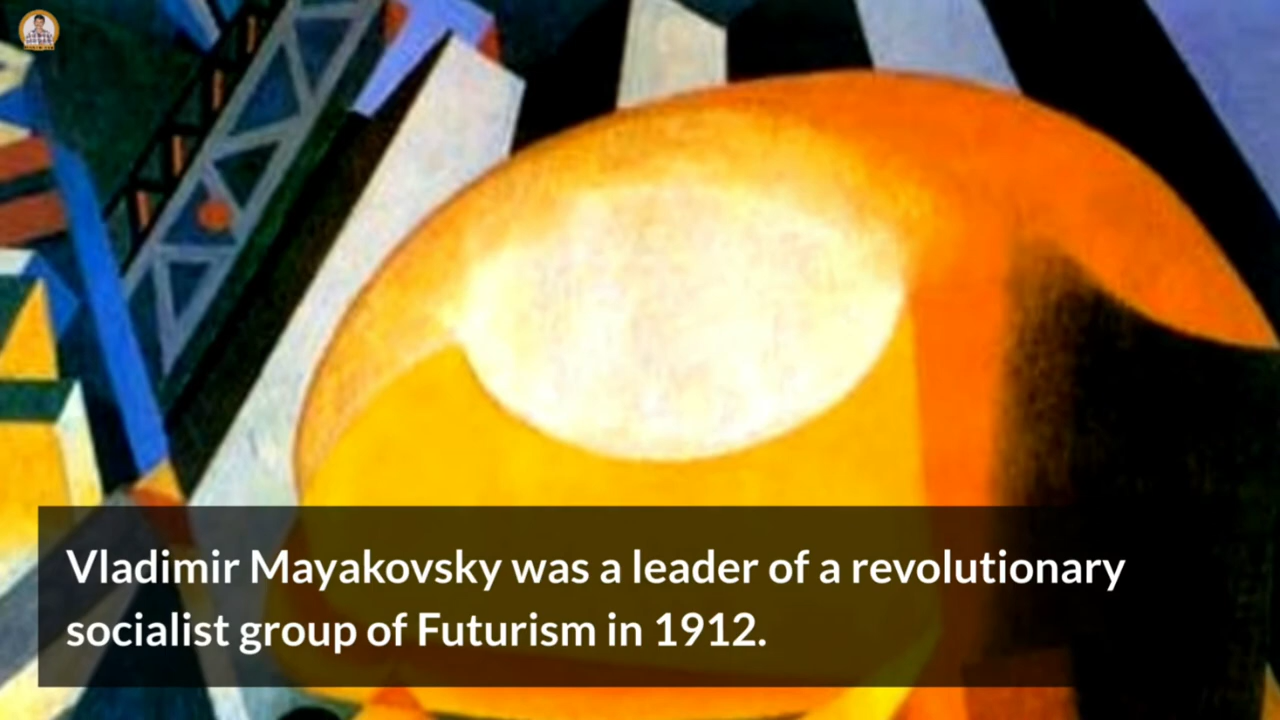 Vladimir Mayakovsky was a leader of a revolutionary
socialist group of Futurism in 1912.